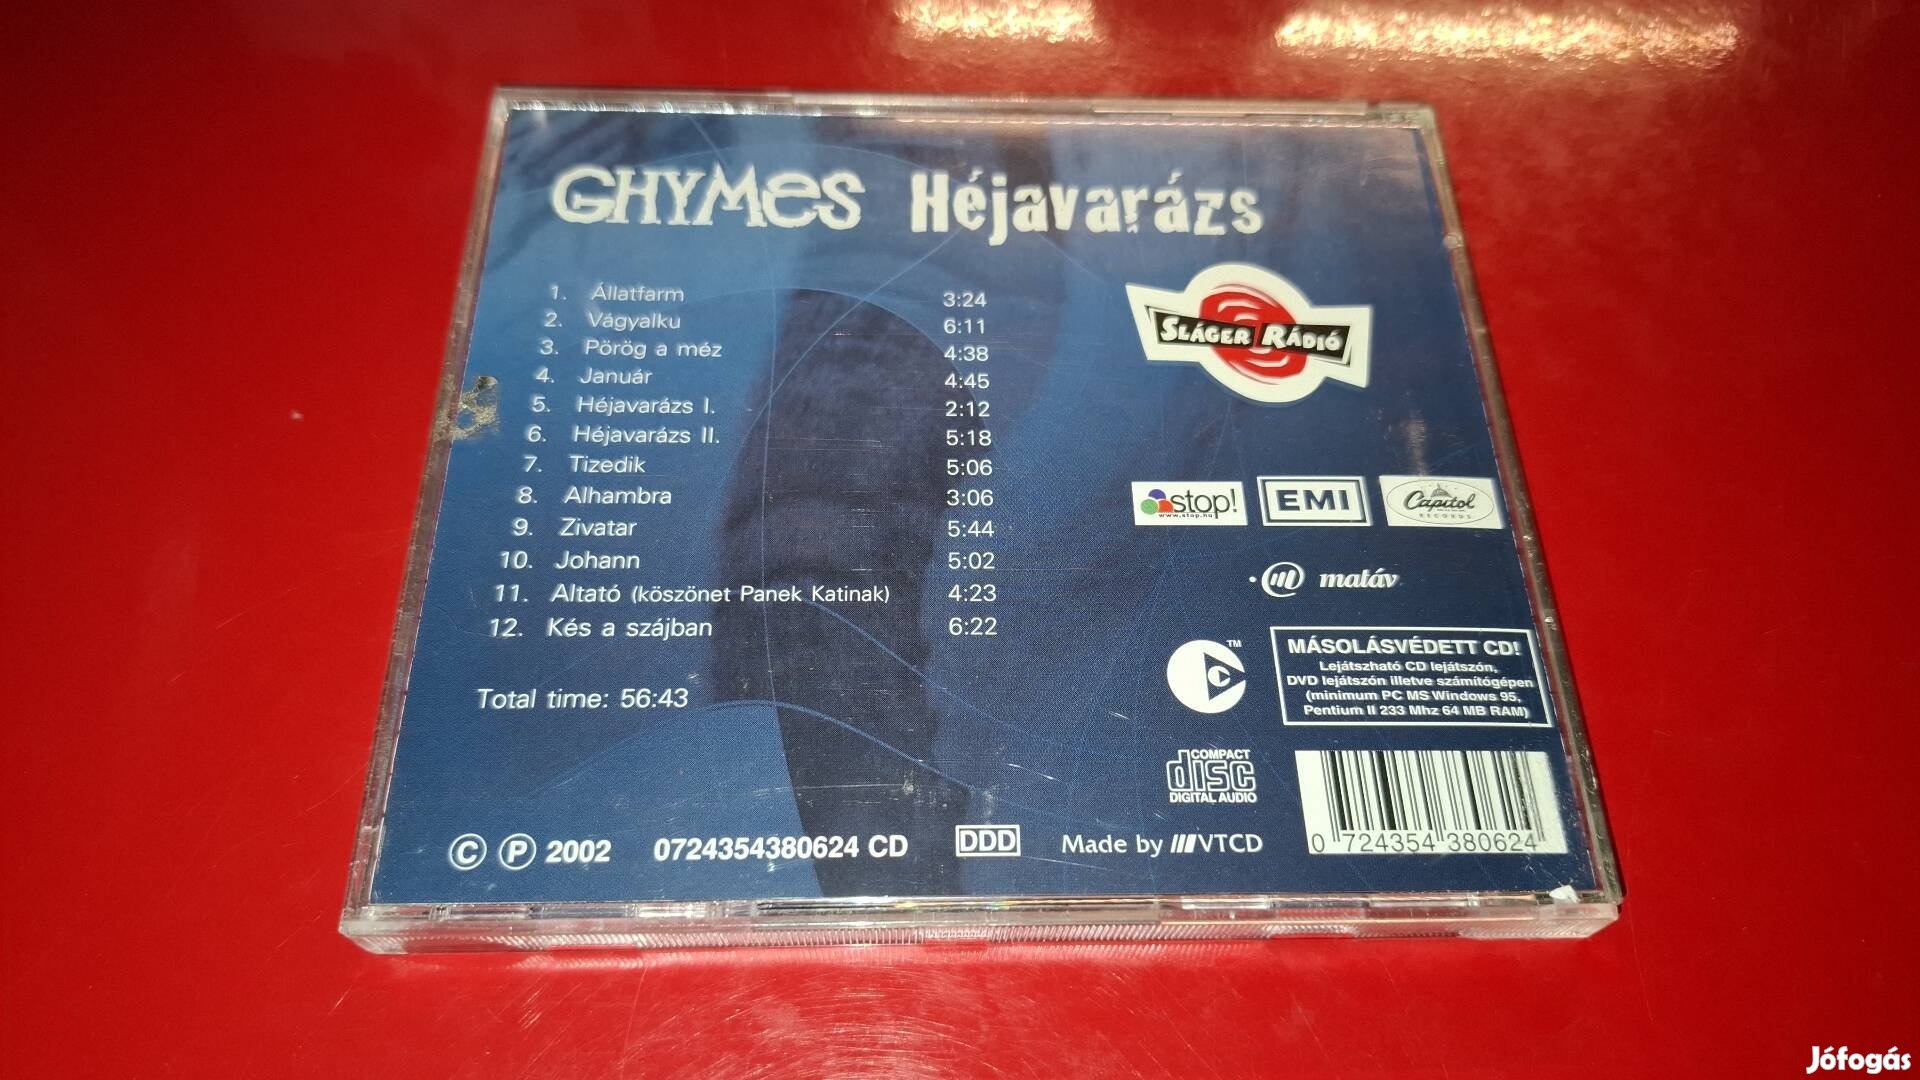 GHYMES Héjavarázs
1. Állatfarm 3:24
2. Vágyalku 6:11
3. Pörög a méz 4:38
4. Január 4:45
5. Héjavarázs I. 2:12
6. Héjavarázs II. 5:18
7. Tizedik 5:06
8. Alhambra 3:06
9. Zivatar 5:44
10. Johann 5:02
11. Altató (köszönet Panek Katinak) 4:23
12. Kés a szájban 6:22
Total time: 56:43
SLÁGER RÁDIÓ
stop!
www.stop.hu
EMI
Capitol
RECORDS
matáv
TM
MÁSOLÁSVÉDETT CD!
Lejátszható CD lejátszón,
DVD lejátszón illetve számítógépen
(minimum PC MS Windows 95,
Pentium II 233 Mhz 64 MB RAM)
COMPACT
disc
DIGITAL AUDIO
0 724354 380624
© ℗ 2002 0724354380624 CD DDD Made by VTCD
Jófogás